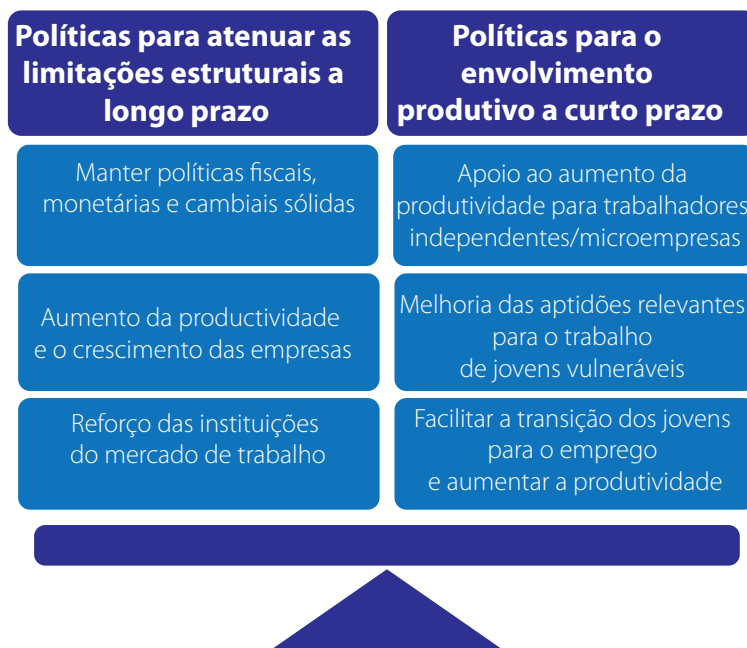 Políticas para atenuar as
limitações estruturais a
longo prazo
Manter políticas fiscais,
monetárias e cambiais sólidas
Aumento da productividade
e o crescimento das empresas
Reforço das instituições
do mercado de trabalho
Políticas para o
envolvimento
produtivo a curto prazo
Apoio ao aumento da
produtividade para trabalhadores
independentes/microempresas
Melhoria das aptidões relevantes
para o trabalho
de jovens vulneráveis
Facilitar a transição dos jovens
para o emprego
e aumentar a produtividade